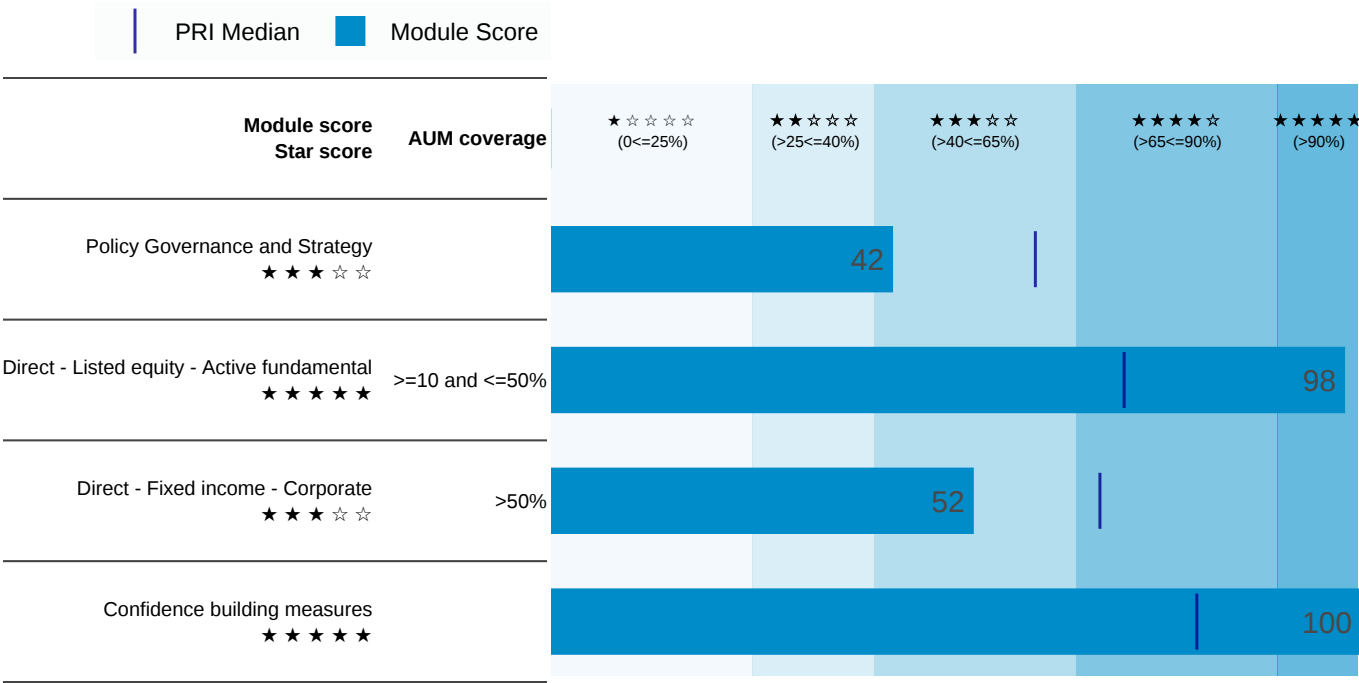 PRI Median
Module Score
Module score
Star score
AUM coverage
★☆☆☆☆
(0<=25%)
★★☆☆☆
(>25<=40%)
★★★☆☆
(>40<=65%)
★★★★☆
(>65<=90%)
★★★★★
(>90%)
Policy Governance and Strategy
★★★☆☆
42
Direct - Listed equity - Active fundamental
★★★★★
>=10 and <=50%
98
Direct - Fixed income - Corporate
★★★☆☆
>50%
52
Confidence building measures
★★★★★
100